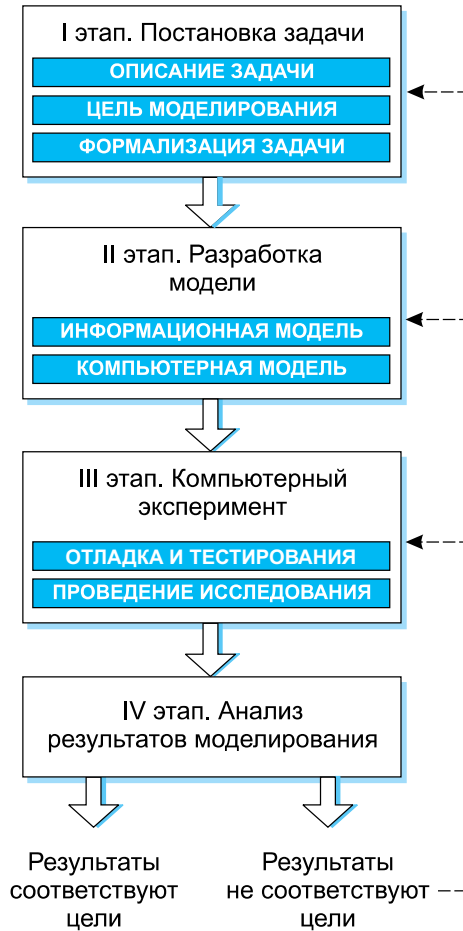 I этап. Постановка задачи
ОПИСАНИЕ ЗАДАЧИ
ЦЕЛЬ МОДЕЛИРОВАНИЯ
ФОРМАЛИЗАЦИЯ ЗАДАЧИ
II этап. Разработка
модели
ИНФОРМАЦИОННАЯ МОДЕЛЬ
КОМПЬЮТЕРНАЯ МОДЕЛЬ
III этап. Компьютерный
эксперимент
ОТЛАДКА И ТЕСТИРОВАНИЯ
ПРОВЕДЕНИЕ ИССЛЕДОВАНИЯ
IV этап. Анализ
результатов моделирования
Результаты
соответствуют
цели
Результаты
не соответствуют
цели